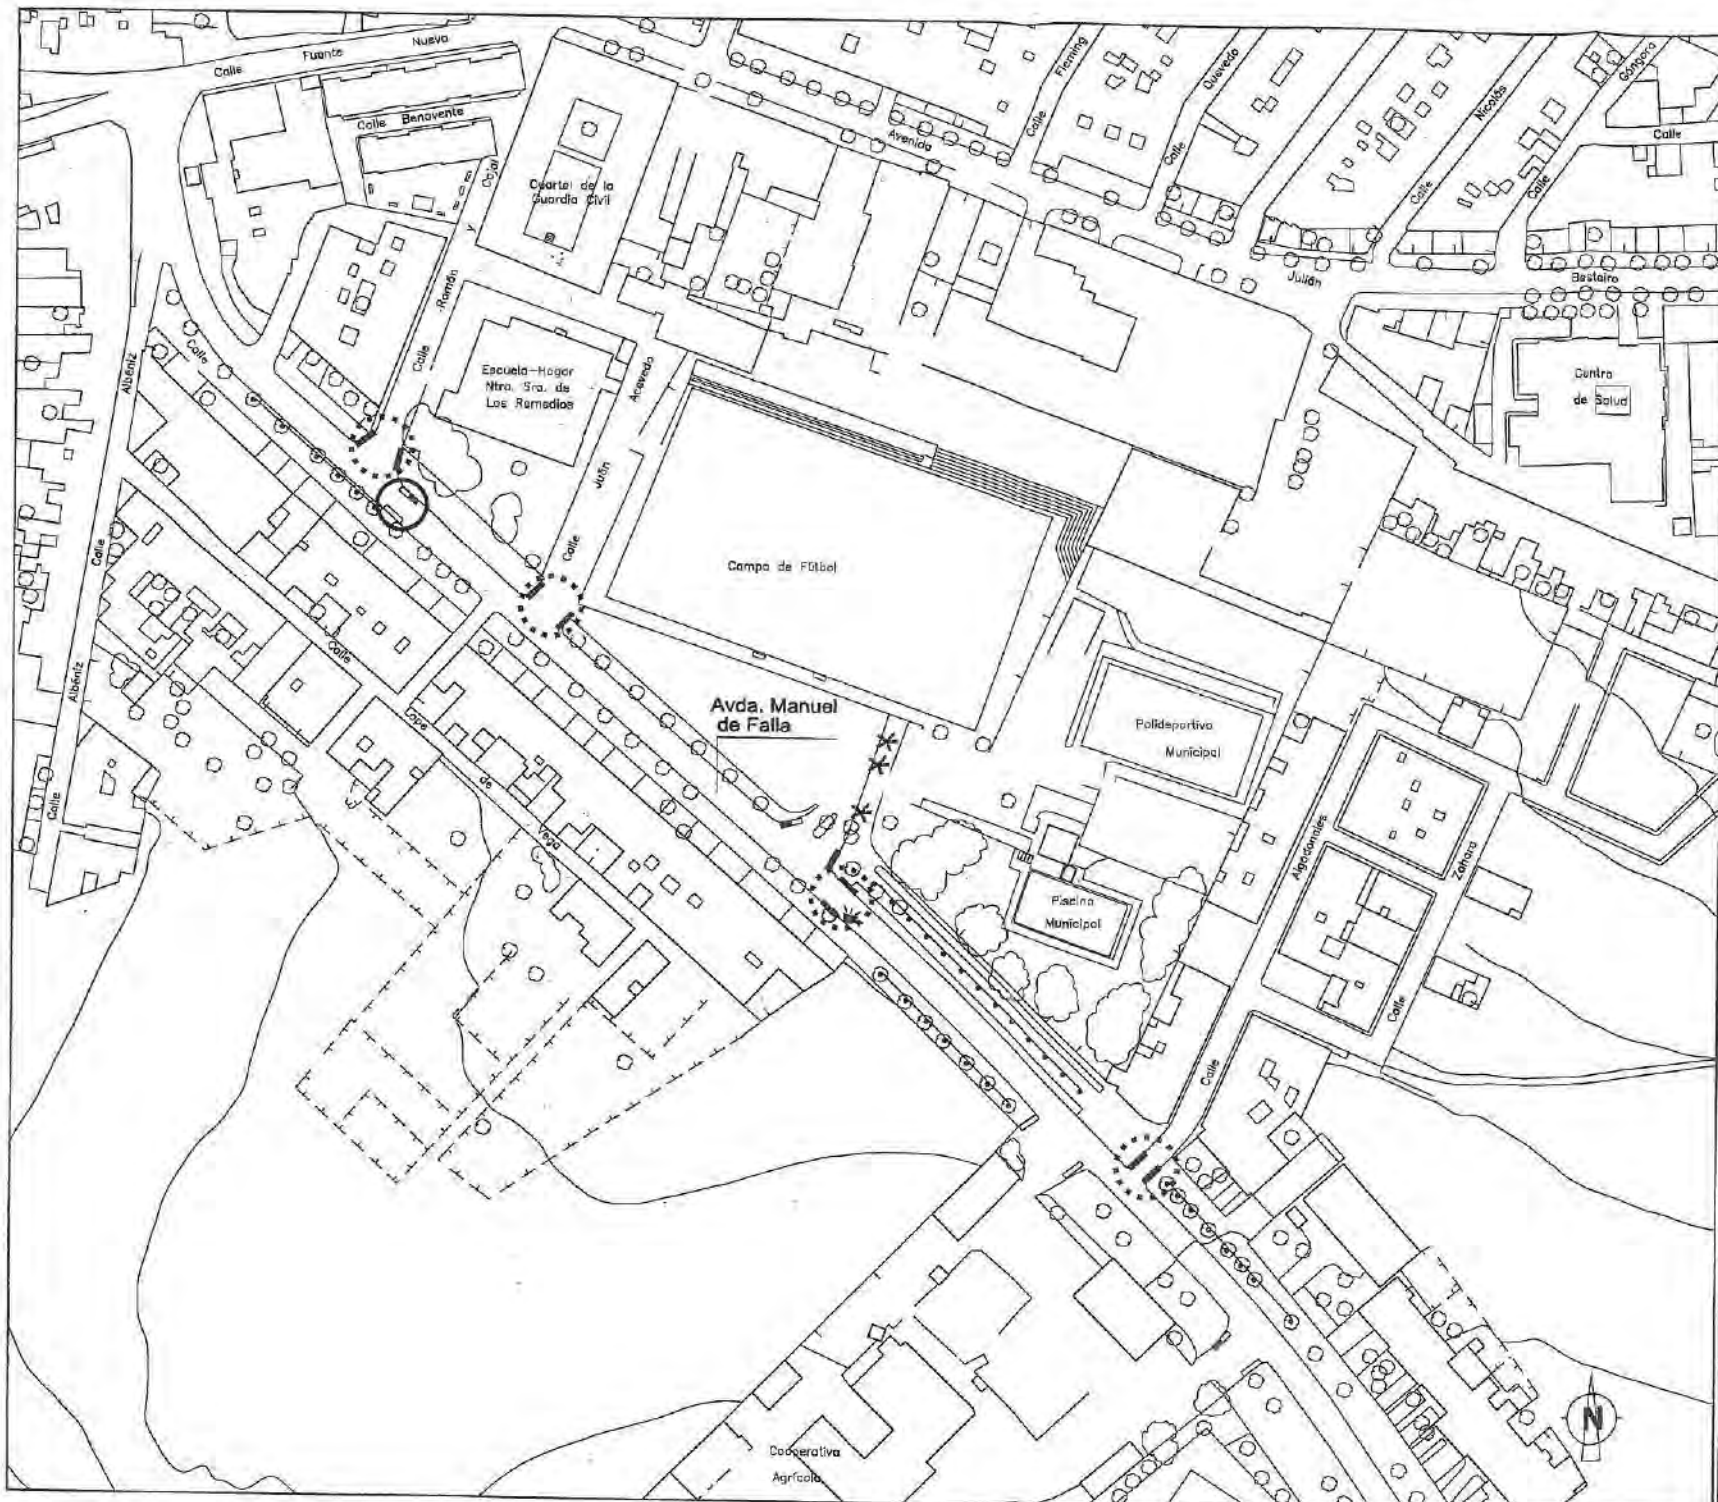 Calle Fuente Nueva
Calle Benavente
Calle Ramón y Cajal
Cuartel de la
Guardia Civil
Avenida
Julián
Besteiro
Calle Fleming
Calle Quevedo
Calle Nicolás
Calle Góngora
Calle
Centro
de Salud
Calle
Escuela-Hogar
Ntra. Sra. de
Los Remedios
Calle Juán Acevedo
Calle Albéniz
Calle Albéniz
Campo de Fútbol
Calle Lope de Vega
Avda. Manuel
de Falla
Polideportivo
Municipal
Piscina
Municipal
Calle Algodonales
Calle Zahara
Cooperativa
Agrícola
N